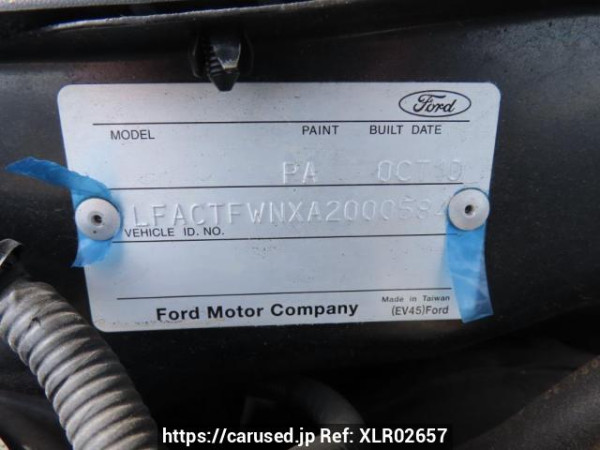 Ford
MODEL PAINT BUILT DATE
PA OCT10
LFACTFWNXA2000594
VEHICLE ID. NO.
Ford Motor Company
Made in Taiwan
(EV45)Ford
https://carused.jp Ref: XLR02657